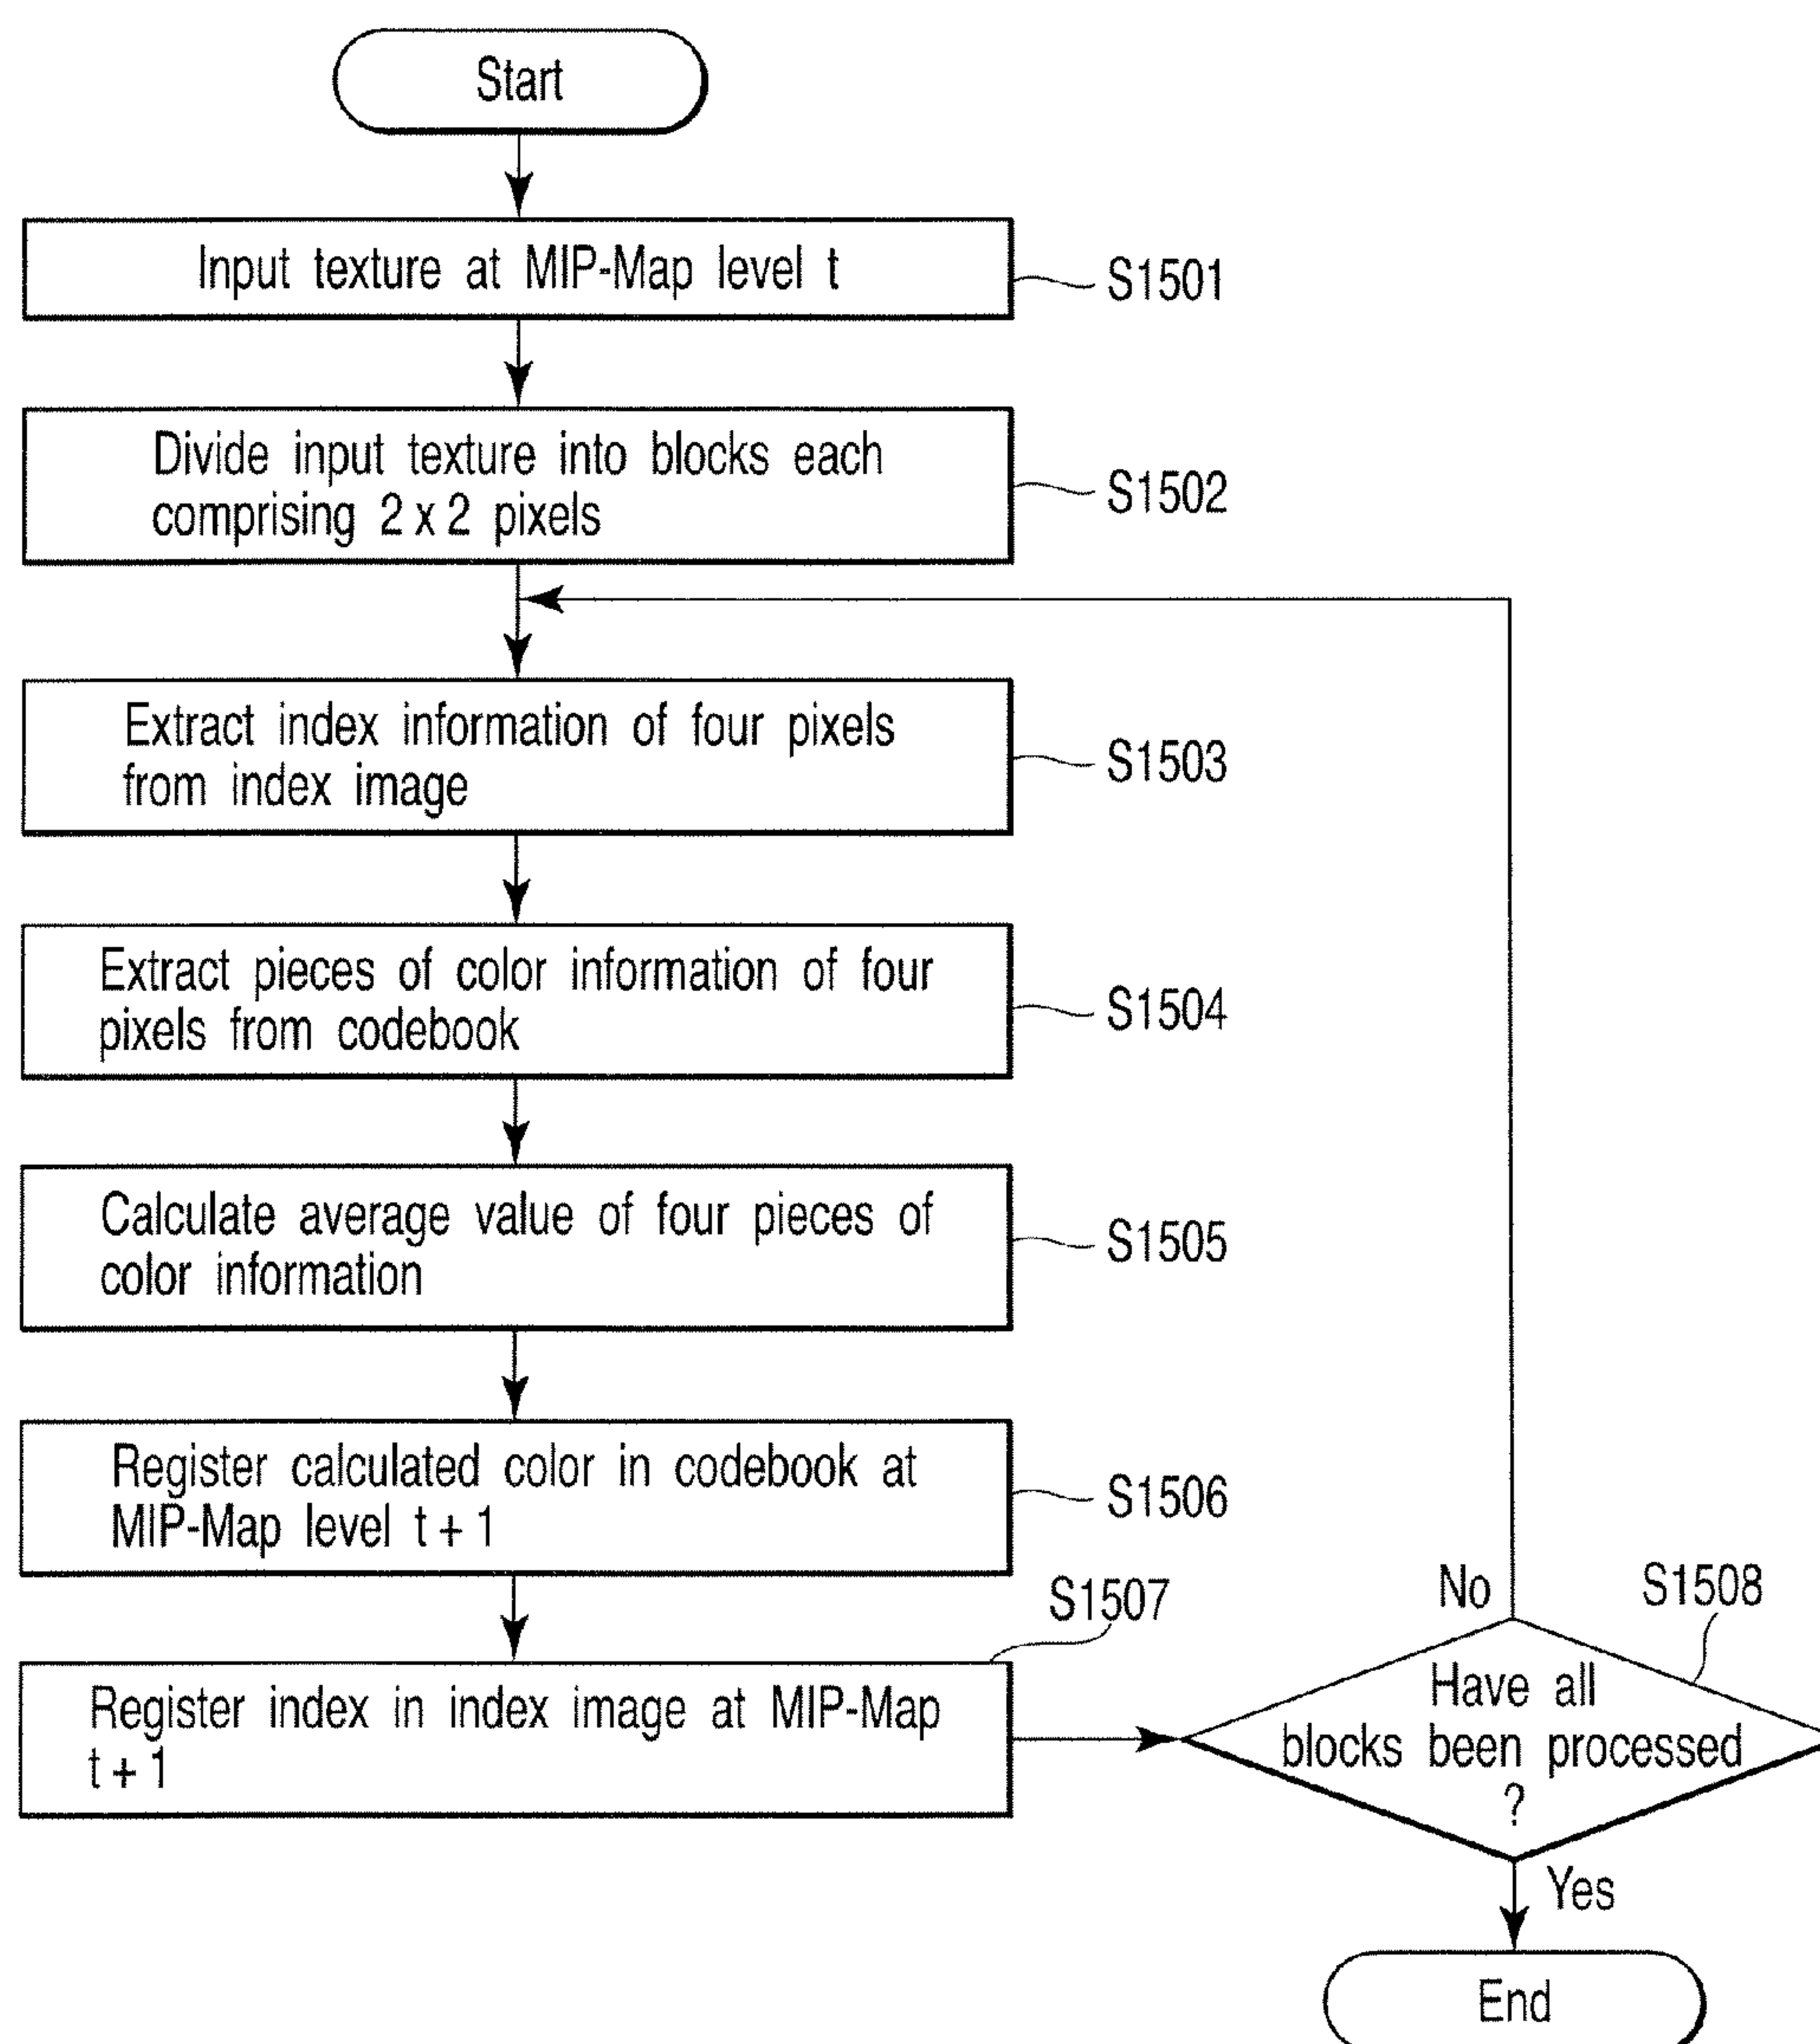 Start
Input texture at MIP-Map level t
S1501
Divide input texture into blocks each
comprising 2 x 2 pixels
S1502
Extract index information of four pixels
from index image
S1503
Extract pieces of color information of four
pixels from codebook
S1504
Calculate average value of four pieces of
color information
S1505
Register calculated color in codebook at
MIP-Map level t + 1
S1506
S1507
Register index in index image at MIP-Map
t + 1
No
S1508
Have all
blocks been processed
?
Yes
End